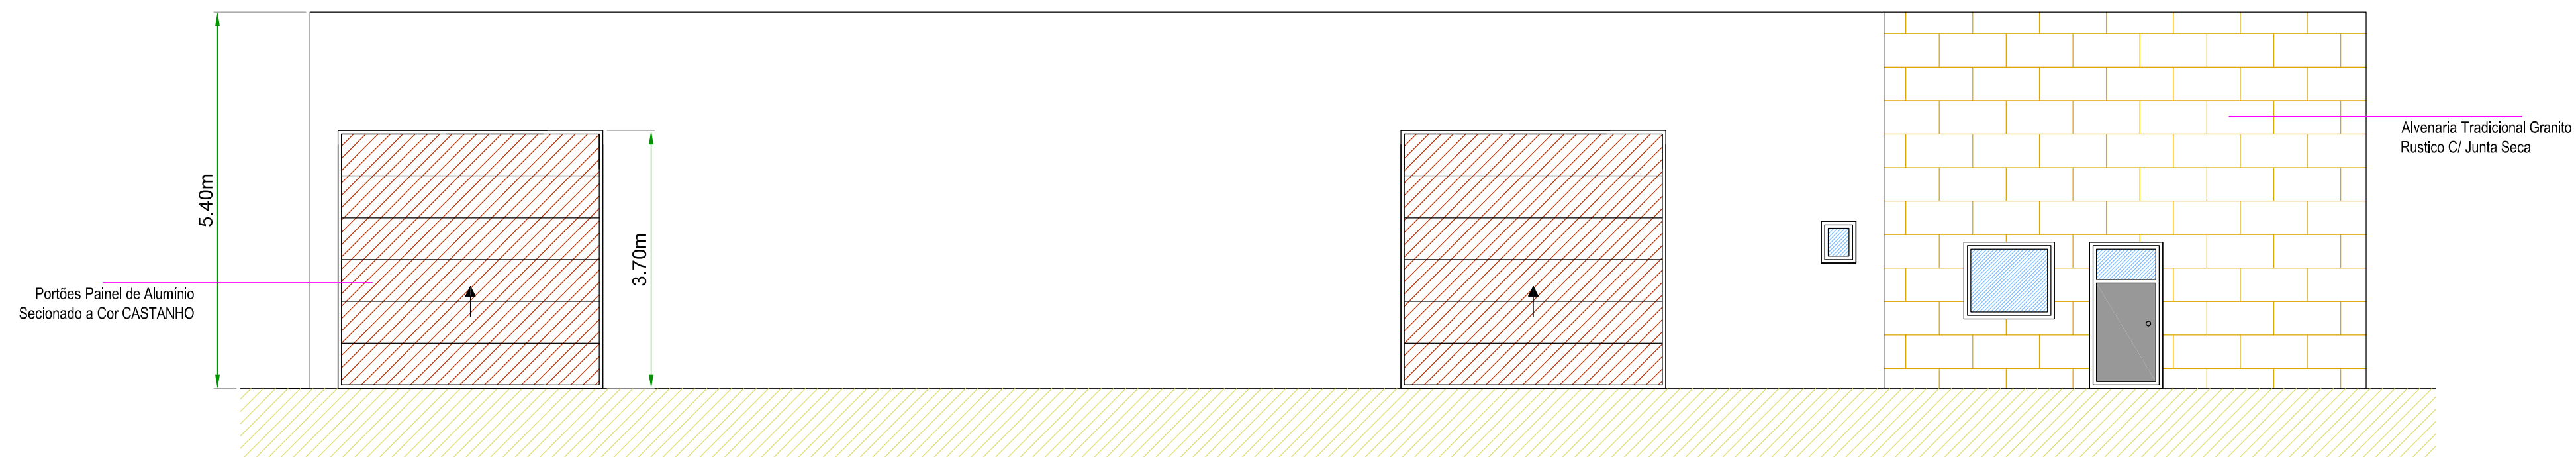 5.40m
Portões Painel de Alumínio
Secionado a Cor CASTANHO
3.70m
Alvenaria Tradicional Granito
Rustico C/ Junta Seca